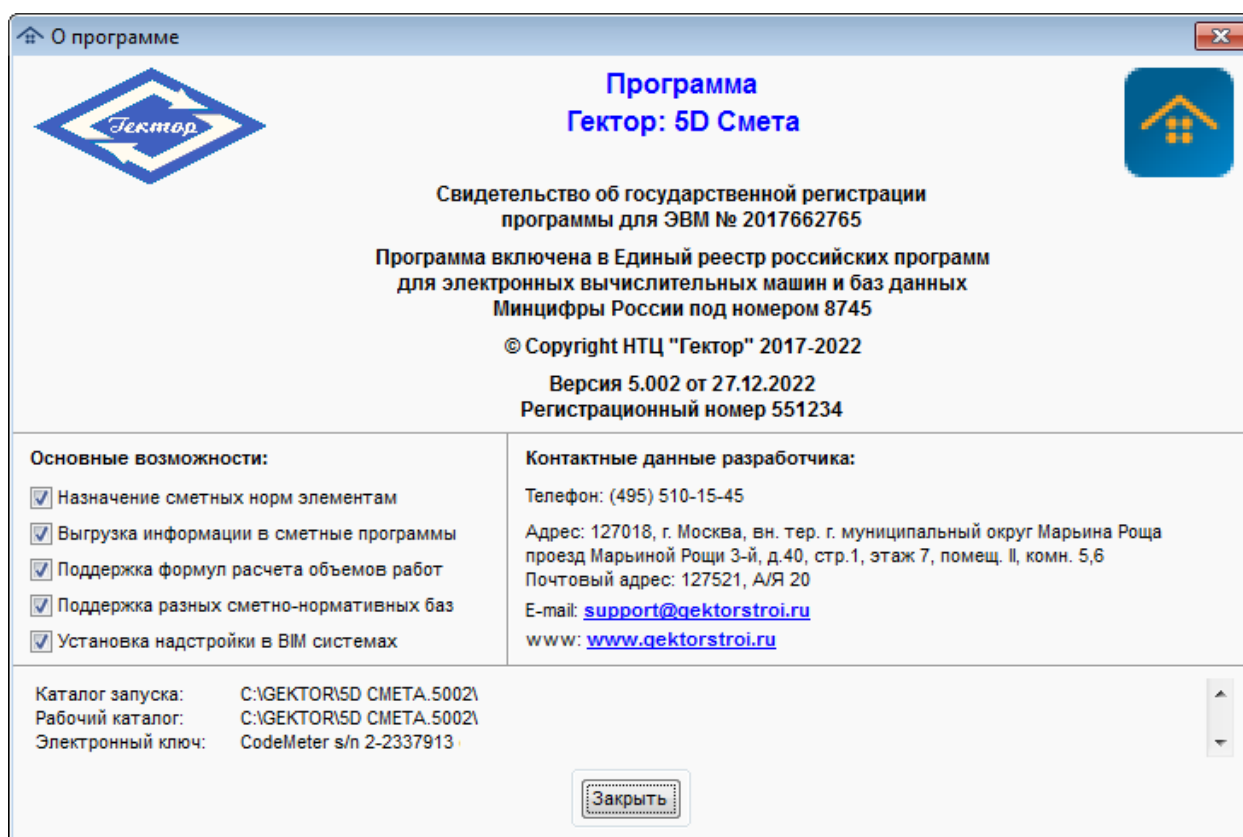 О программе
Гектор
Программа
Гектор: 5D Смета
Свидетельство об государственной регистрации
программы для ЭВМ № 2017662765
Программа включена в Единый реестр российских программ
для электронных вычислительных машин и баз данных
Минцифры России под номером 8745
© Copyright НТЦ "Гектор" 2017-2022
Версия 5.002 от 27.12.2022
Регистрационный номер 551234
Основные возможности:
Назначение сметных норм элементам
Выгрузка информации в сметные программы
Поддержка формул расчета объемов работ
Поддержка разных сметно-нормативных баз
Установка надстройки в BIM системах
Контактные данные разработчика:
Телефон: (495) 510-15-45
Адрес: 127018, г. Москва, вн. тер. г. муниципальный округ Марьина Роща
проезд Марьиной Рощи 3-й, д.40, стр.1, этаж 7, помещ. II, комн. 5,6
Почтовый адрес: 127521, А/Я 20
E-mail: support@gektorstroi.ru
www: www.gektorstroi.ru
Каталог запуска: C:\GEKTOR\5D СМЕТА.5002\
Рабочий каталог: C:\GEKTOR\5D СМЕТА.5002\
Электронный ключ: CodeMeter s/n 2-2337913
Закрыть